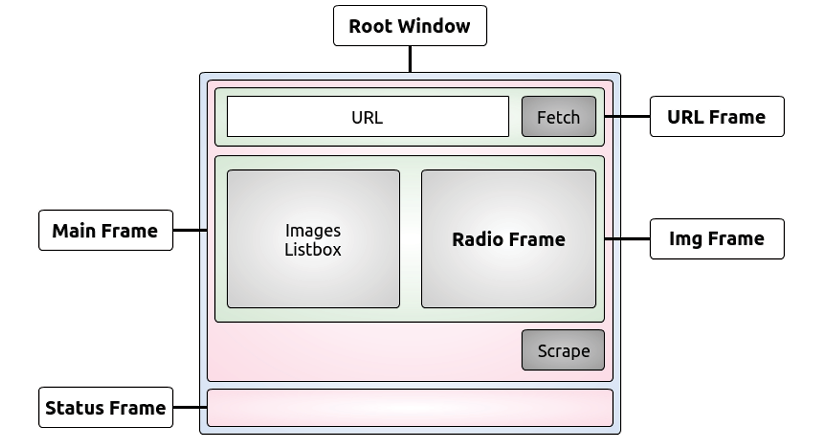 Root Window
URL
Fetch
URL Frame
Main Frame
Images
Listbox
Radio Frame
Img Frame
Scrape
Status Frame